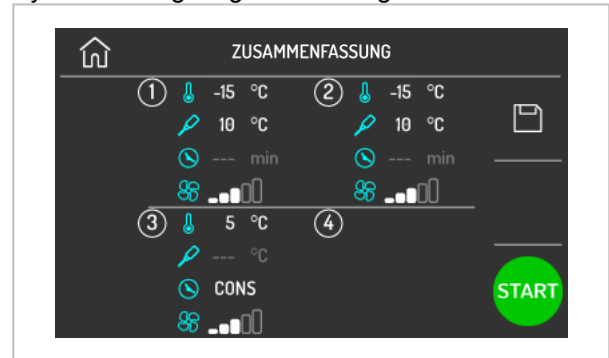 ZUSAMMENFASSUNG
1 -15 °C 2 -15 °C
10 °C 10 °C
--- min --- min
3 5 °C 4
--- °C
CONS
START